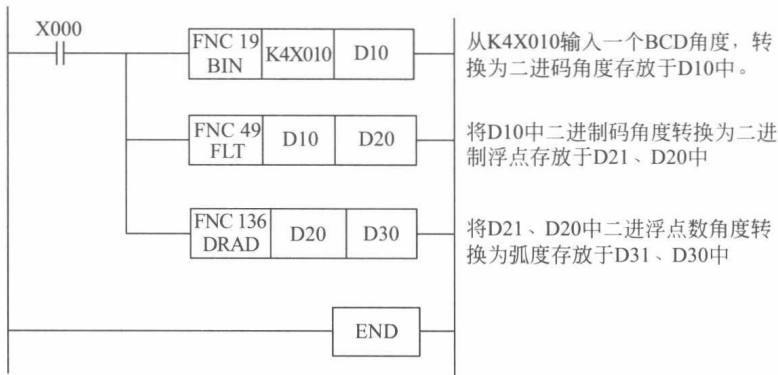 X000
FNC 19
BIN
K4X010
D10
从K4X010输入一个BCD角度，转
换为二进码角度存放于D10中。
FNC 49
FLT
D10
D20
将D10中二进制码角度转换为二进
制浮点存放于D21、D20中
FNC 136
DRAD
D20
D30
将D21、D20中二进浮点数角度转
换为弧度存放于D31、D30中
END